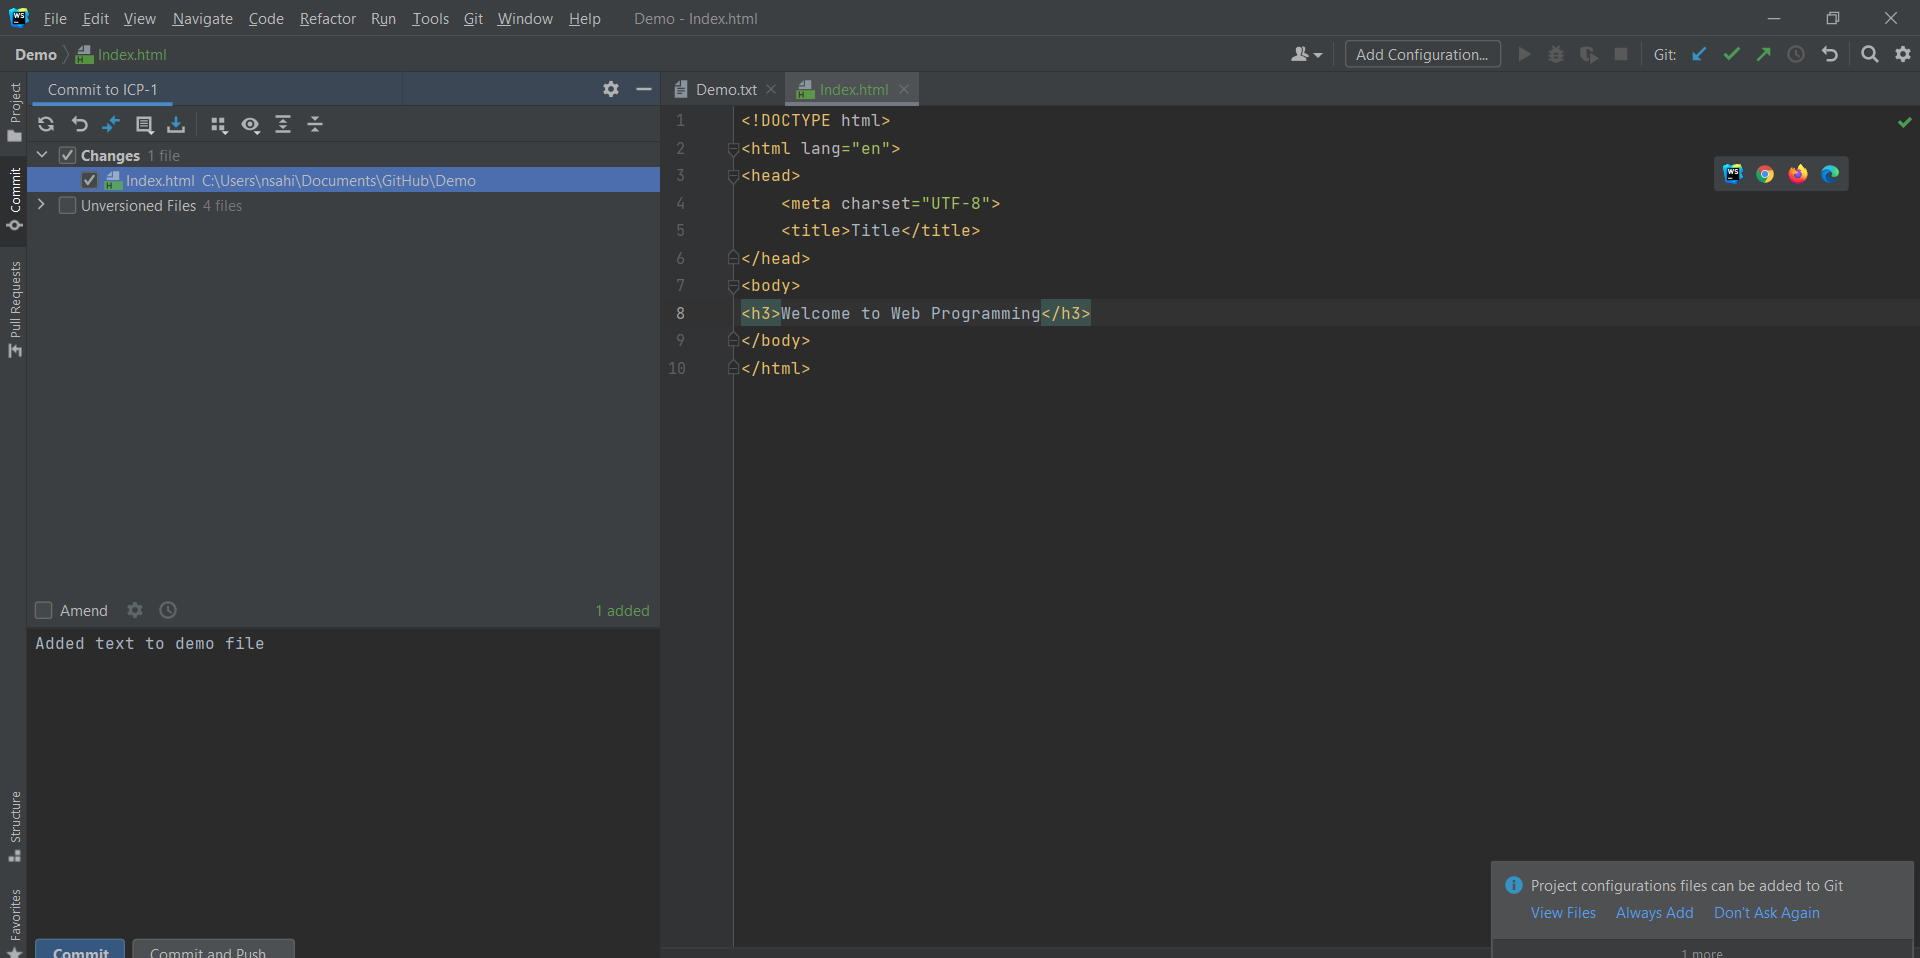 File Edit View Navigate Code Refactor Run Tools Git Window Help Demo - Index.html
Demo Index.html
Add Configuration... Git:
Project
Commit
Pull Requests
Structure
Favorites
Commit to ICP-1
Changes 1 file
Index.html C:\Users\nsahi\Documents\GitHub\Demo
Unversioned Files 4 files
Amend 1 added
Added text to demo file
Commit Commit and Push...
Demo.txt Index.html
1 <!DOCTYPE html>
2 <html lang="en">
3 <head>
4 <meta charset="UTF-8">
5 <title>Title</title>
6 </head>
7 <body>
8 <h3>Welcome to Web Programming</h3>
9 </body>
10 </html>
Project configurations files can be added to Git
View Files Always Add Don't Ask Again
1 more